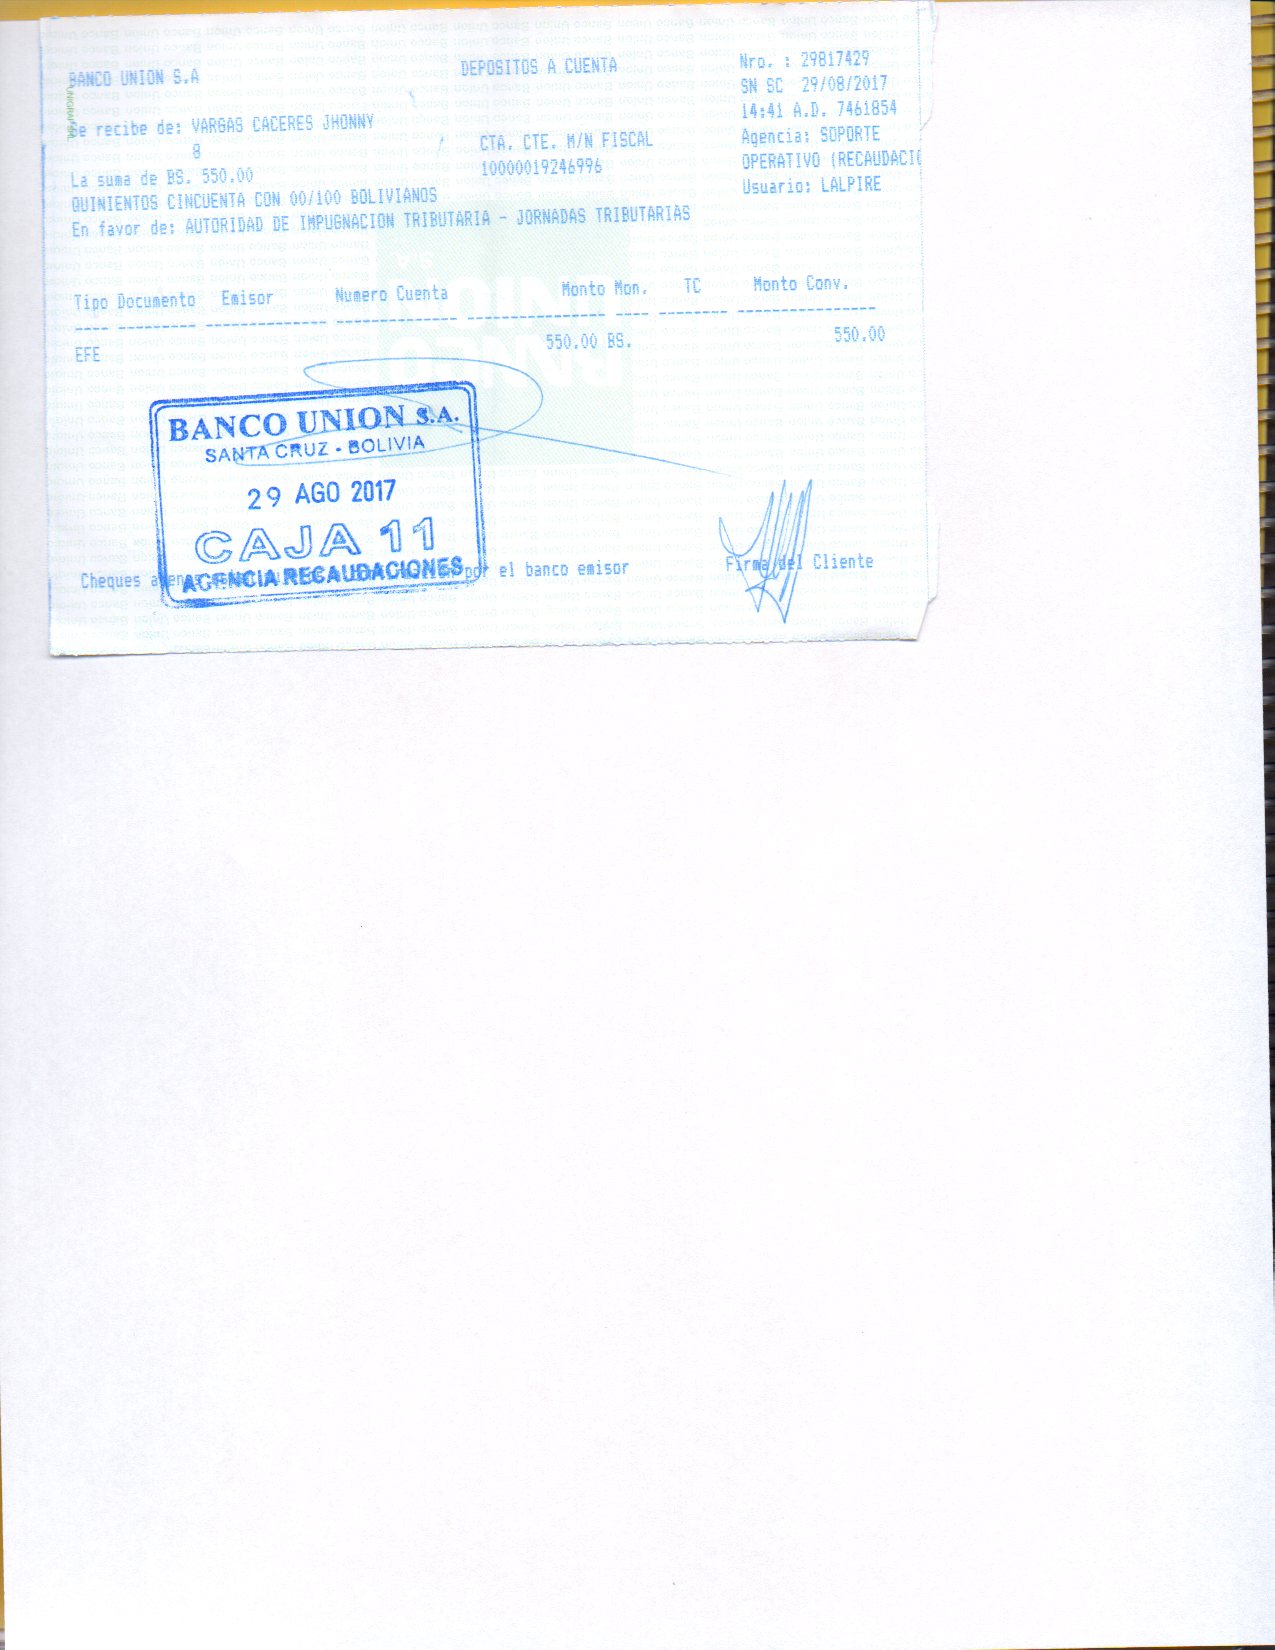 BANCO UNION S.A
DEPOSITOS A CUENTA
Nro. : 29817429
SN SC 29/08/2017
14:41 A.D. 7461854
Agencia: SOPORTE
OPERATIVO (RECAUDACIO
Usuario: LALPIRE
Se recibe de: VARGAS CACERES JHONNY
8
CTA. CTE. M/N FISCAL
10000019246996
La suma de BS. 550.00
QUINIENTOS CINCUENTA CON 00/100 BOLIVIANOS
En favor de: AUTORIDAD DE IMPUGNACION TRIBUTARIA - JORNADAS TRIBUTARIAS
Tipo Documento Emisor Numero Cuenta Monto Mon. TC Monto Conv.
EFE 550.00 BS. 550.00
BANCO UNION S.A.
SANTA CRUZ - BOLIVIA
29 AGO 2017
CAJA 11
AGENCIA RECAUDACIONES
Cheques por el banco emisor
Firma del Cliente